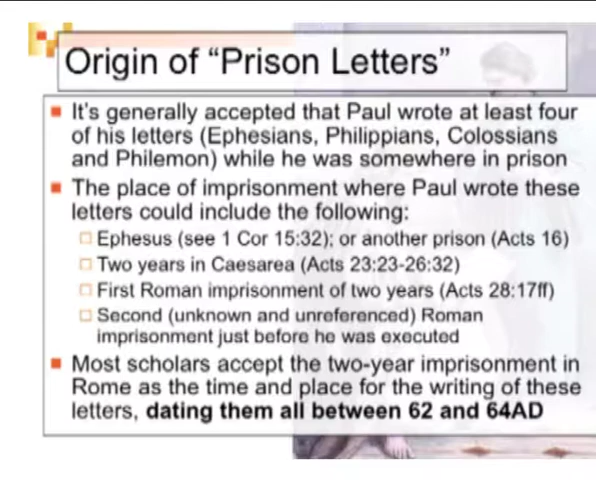 Origin of “Prison Letters”
It's generally accepted that Paul wrote at least four
of his letters (Ephesians, Philippians, Colossians
and Philemon) while he was somewhere in prison
The place of imprisonment where Paul wrote these
letters could include the following:
Ephesus (see 1 Cor 15:32); or another prison (Acts 16)
Two years in Caesarea (Acts 23:23-26:32)
First Roman imprisonment of two years (Acts 28:17ff)
Second (unknown and unreferenced) Roman
imprisonment just before he was executed
Most scholars accept the two-year imprisonment in
Rome as the time and place for the writing of these
letters, dating them all between 62 and 64AD